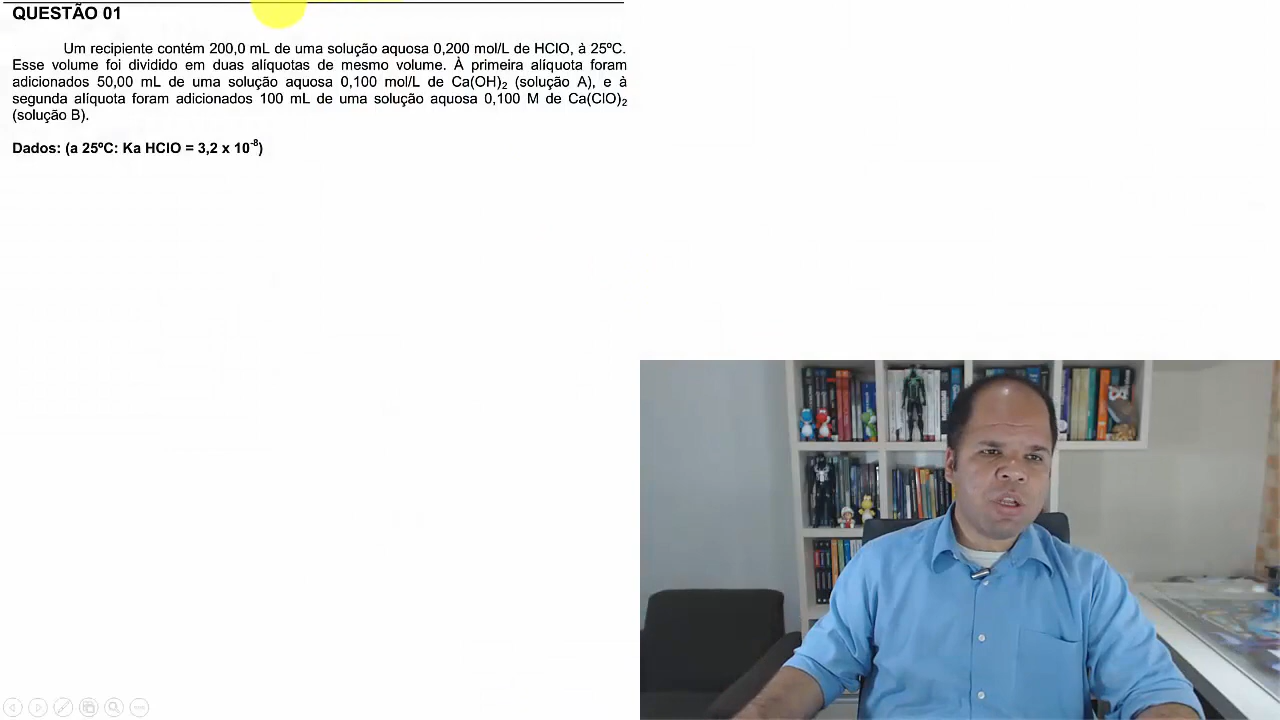 QUESTÃO 01
Um recipiente contém 200,0 mL de uma solução aquosa 0,200 mol/L de HClO, à 25ºC.
Esse volume foi dividido em duas alíquotas de mesmo volume. À primeira alíquota foram
adicionados 50,00 mL de uma solução aquosa 0,100 mol/L de Ca(OH)₂ (solução A), e à
segunda alíquota foram adicionados 100 mL de uma solução aquosa 0,100 M de Ca(ClO)₂
(solução B).
Dados: (a 25ºC: Ka HClO = 3,2 x 10⁻⁸)